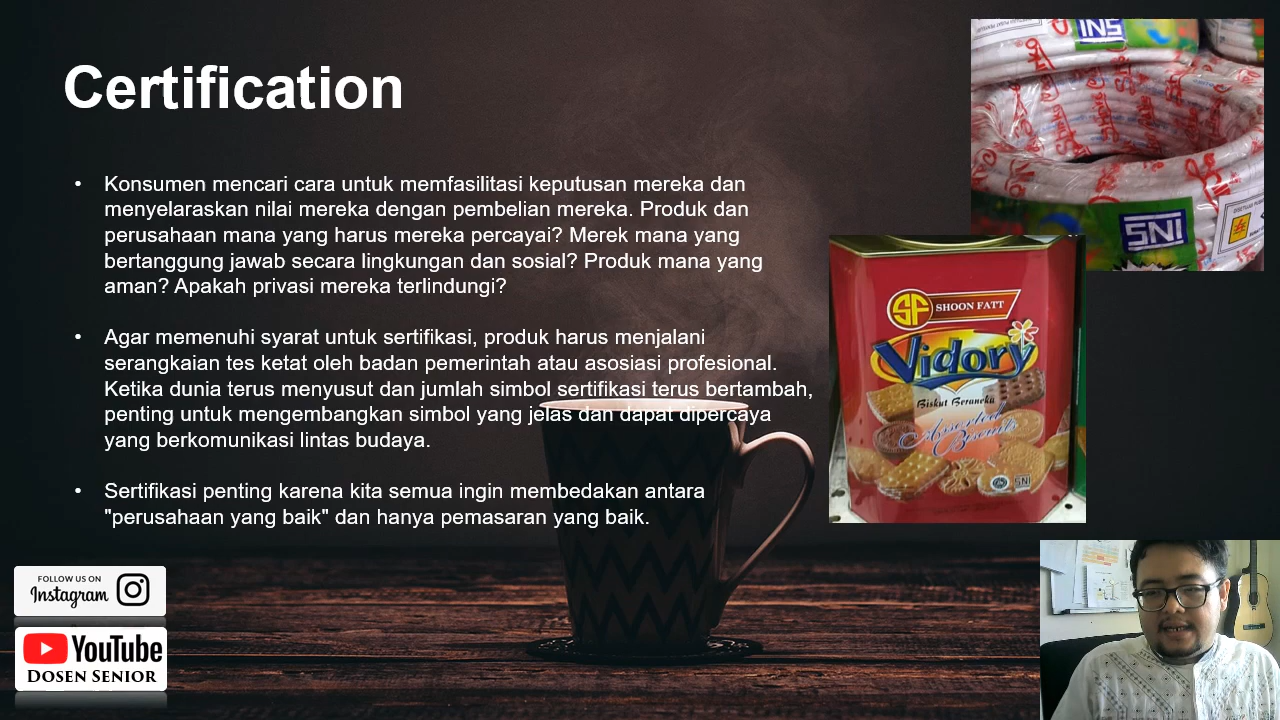 Certification
• Konsumen mencari cara untuk memfasilitasi keputusan mereka dan
menyelaraskan nilai mereka dengan pembelian mereka. Produk dan
perusahaan mana yang harus mereka percayai? Merek mana yang
bertanggung jawab secara lingkungan dan sosial? Produk mana yang
aman? Apakah privasi mereka terlindungi?
• Agar memenuhi syarat untuk sertifikasi, produk harus menjalani
serangkaian tes ketat oleh badan pemerintah atau asosiasi profesional.
Ketika dunia terus menyusut dan jumlah simbol sertifikasi terus bertambah,
penting untuk mengembangkan simbol yang jelas dan dapat dipercaya
yang berkomunikasi lintas budaya.
• Sertifikasi penting karena kita semua ingin membedakan antara
"perusahaan yang baik" dan hanya pemasaran yang baik.
SNI
SNI
SF SHOON FATT
Vidory
Biskut Beraneka
Assorted
Biscuits
SNI
FOLLOW US ON
Instagram
YouTube
DOSEN SENIOR